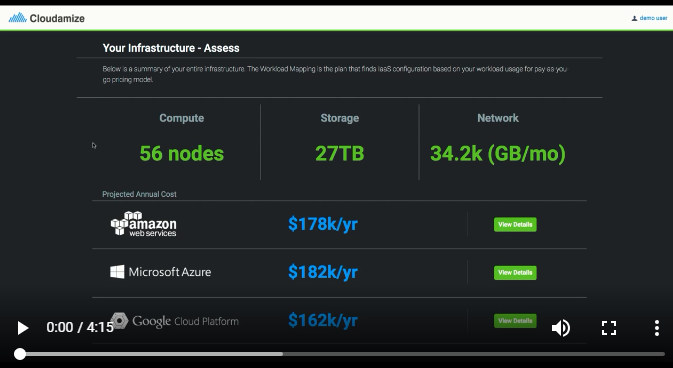 Cloudamize
demo user
Your Infrastructure - Assess
Below is a summary of your entire infrastructure. The Workload Mapping is the plan that finds IaaS configuration based on your workload usage for pay as you
go pricing model.
Compute
Storage
Network
56 nodes
27TB
34.2k (GB/mo)
Projected Annual Cost
amazon
web services
$178k/yr
View Details
Microsoft Azure
$182k/yr
View Details
Google Cloud Platform
$162k/yr
View Details
0:00 / 4:15